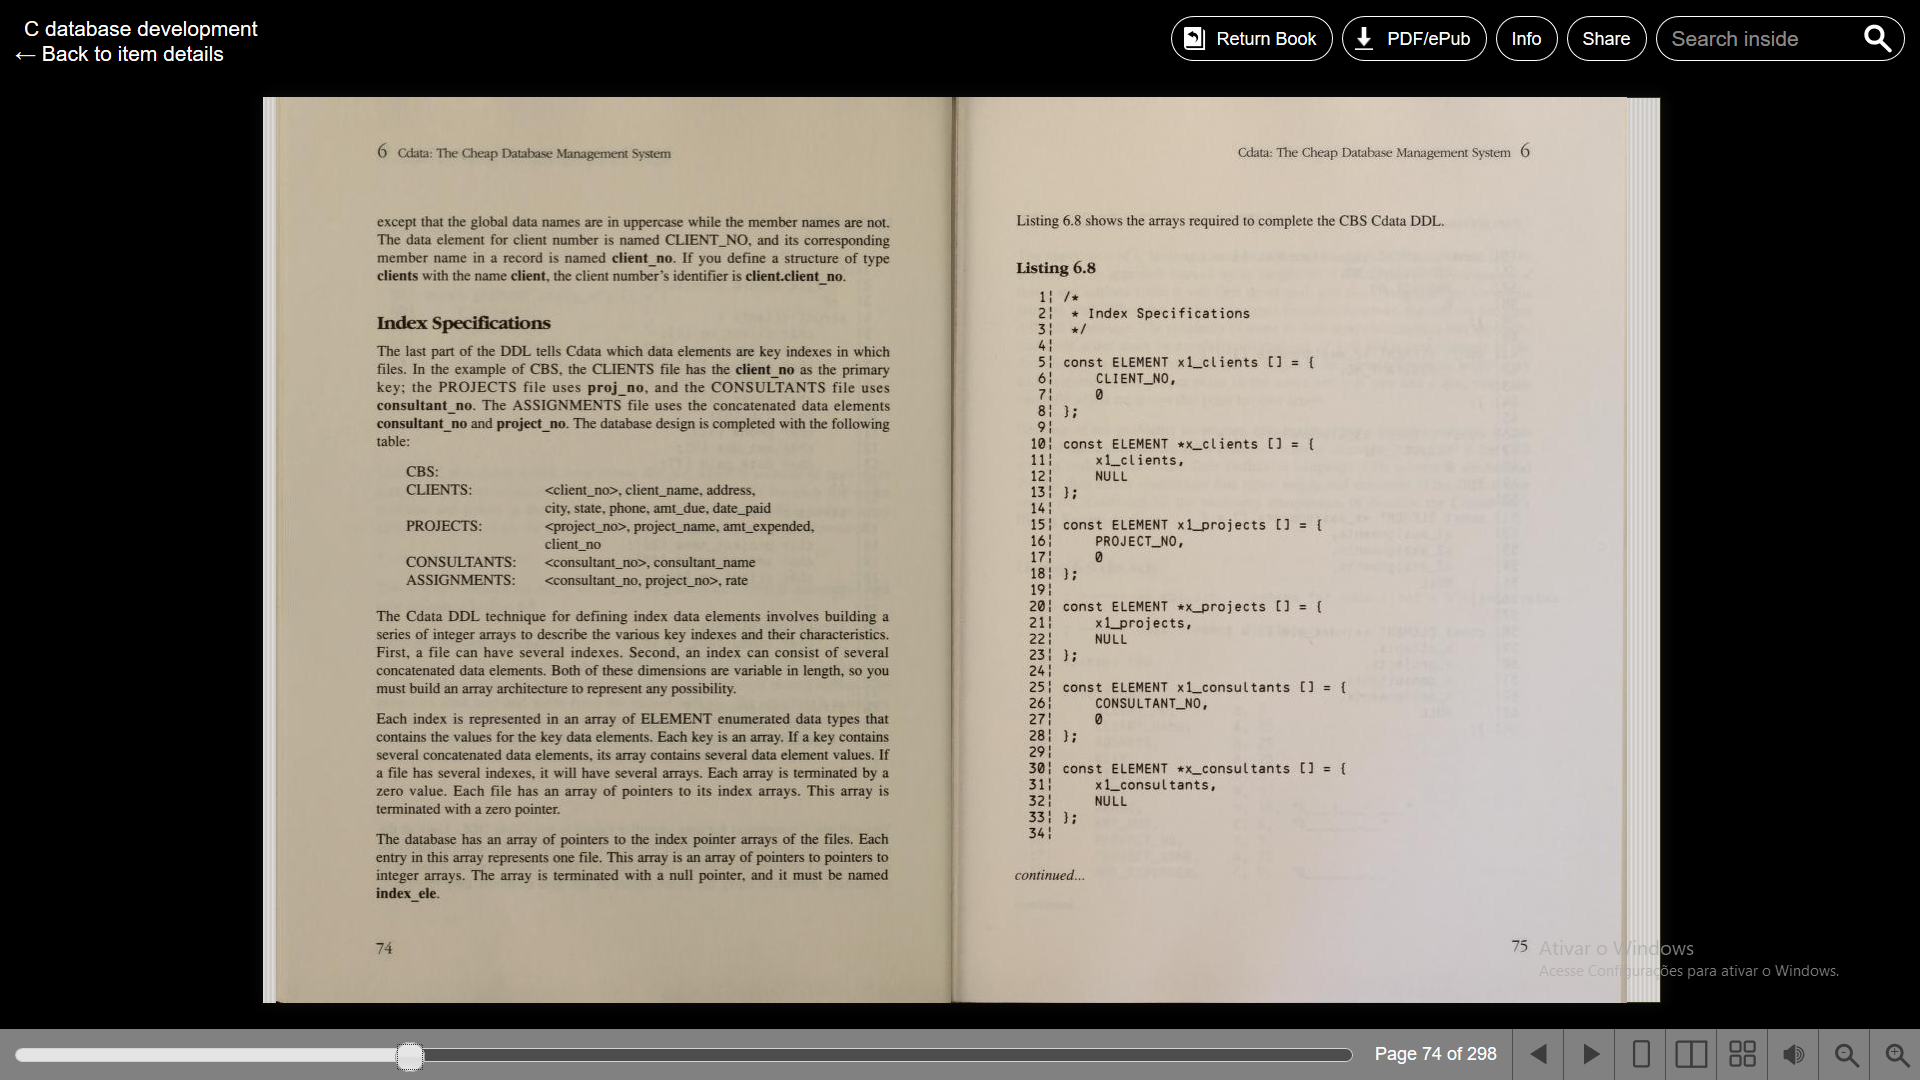 C database development
← Back to item details
Return Book
PDF/ePub
Info
Share
Search inside
6 Cdata: The Cheap Database Management System
except that the global data names are in uppercase while the member names are not.
The data element for client number is named CLIENT_NO, and its corresponding
member name in a record is named client_no. If you define a structure of type
clients with the name client, the client number's identifier is client.client_no.
Index Specifications
The last part of the DDL tells Cdata which data elements are key indexes in which
files. In the example of CBS, the CLIENTS file has the client_no as the primary
key; the PROJECTS file uses proj_no, and the CONSULTANTS file uses
consultant_no. The ASSIGNMENTS file uses the concatenated data elements
consultant_no and project_no. The database design is completed with the following
table:
CBS:
CLIENTS: <client_no>, client_name, address,
city, state, phone, amt_due, date_paid
PROJECTS: <project_no>, project_name, amt_expended,
client_no
CONSULTANTS: <consultant_no>, consultant_name
ASSIGNMENTS: <consultant_no, project_no>, rate
The Cdata DDL technique for defining index data elements involves building a
series of integer arrays to describe the various key indexes and their characteristics.
First, a file can have several indexes. Second, an index can consist of several
concatenated data elements. Both of these dimensions are variable in length, so you
must build an array architecture to represent any possibility.
Each index is represented in an array of ELEMENT enumerated data types that
contains the values for the key data elements. Each key is an array. If a key contains
several concatenated data elements, its array contains several data element values. If
a file has several indexes, it will have several arrays. Each array is terminated by a
zero value. Each file has an array of pointers to its index arrays. This array is
terminated with a zero pointer.
The database has an array of pointers to the index pointer arrays of the files. Each
entry in this array represents one file. This array is an array of pointers to pointers to
integer arrays. The array is terminated with a null pointer, and it must be named
index_ele.
74
Cdata: The Cheap Database Management System 6
Listing 6.8 shows the arrays required to complete the CBS Cdata DDL.
Listing 6.8
1¦ /*
2¦ * Index Specifications
3¦ */
4¦
5¦ const ELEMENT x1_clients [] = {
6¦ CLIENT_NO,
7¦ 0
8¦ };
9¦
10¦ const ELEMENT *x_clients [] = {
11¦ x1_clients,
12¦ NULL
13¦ };
14¦
15¦ const ELEMENT x1_projects [] = {
16¦ PROJECT_NO,
17¦ 0
18¦ };
19¦
20¦ const ELEMENT *x_projects [] = {
21¦ x1_projects,
22¦ NULL
23¦ };
24¦
25¦ const ELEMENT x1_consultants [] = {
26¦ CONSULTANT_NO,
27¦ 0
28¦ };
29¦
30¦ const ELEMENT *x_consultants [] = {
31¦ x1_consultants,
32¦ NULL
33¦ };
34¦
continued...
75
Ativar o Windows
Acesse Configurações para ativar o Windows.
Page 74 of 298